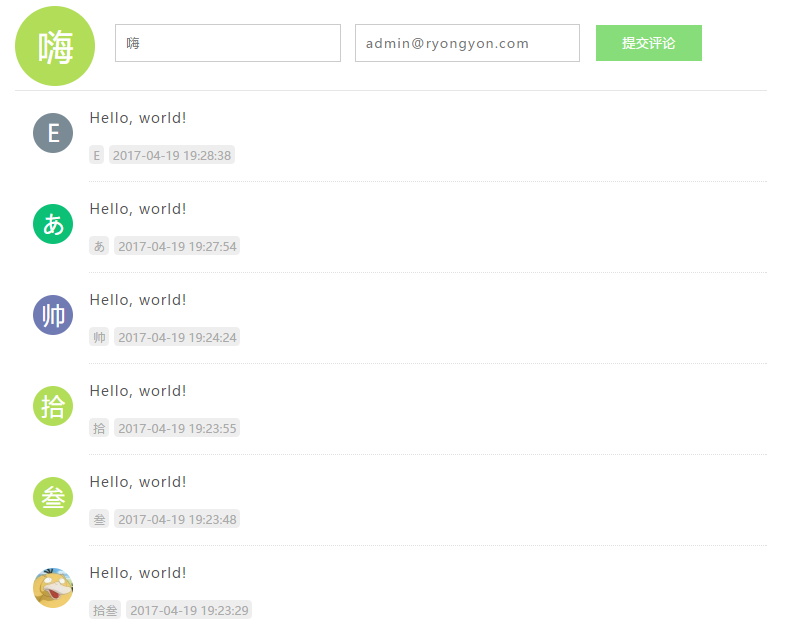 嗨 嗨 admin@ryongyon.com 提交评论
Hello, world!
E
E 2017-04-19 19:28:38
Hello, world!
あ
あ 2017-04-19 19:27:54
Hello, world!
帅
帅 2017-04-19 19:24:24
Hello, world!
拾
拾 2017-04-19 19:23:55
Hello, world!
叁
叁 2017-04-19 19:23:48
Hello, world!
拾叁 2017-04-19 19:23:29